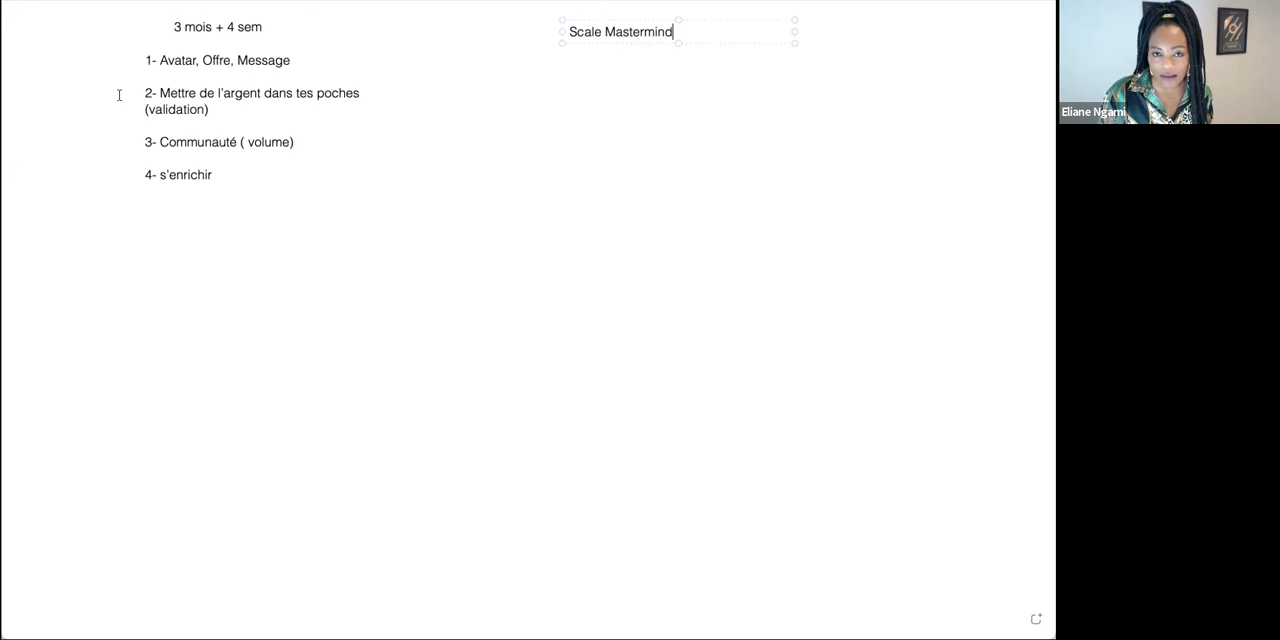 3 mois + 4 sem
Scale Mastermind
1- Avatar, Offre, Message
2- Mettre de l'argent dans tes poches
(validation)
3- Communauté ( volume)
4- s'enrichir
Eliane Ngami